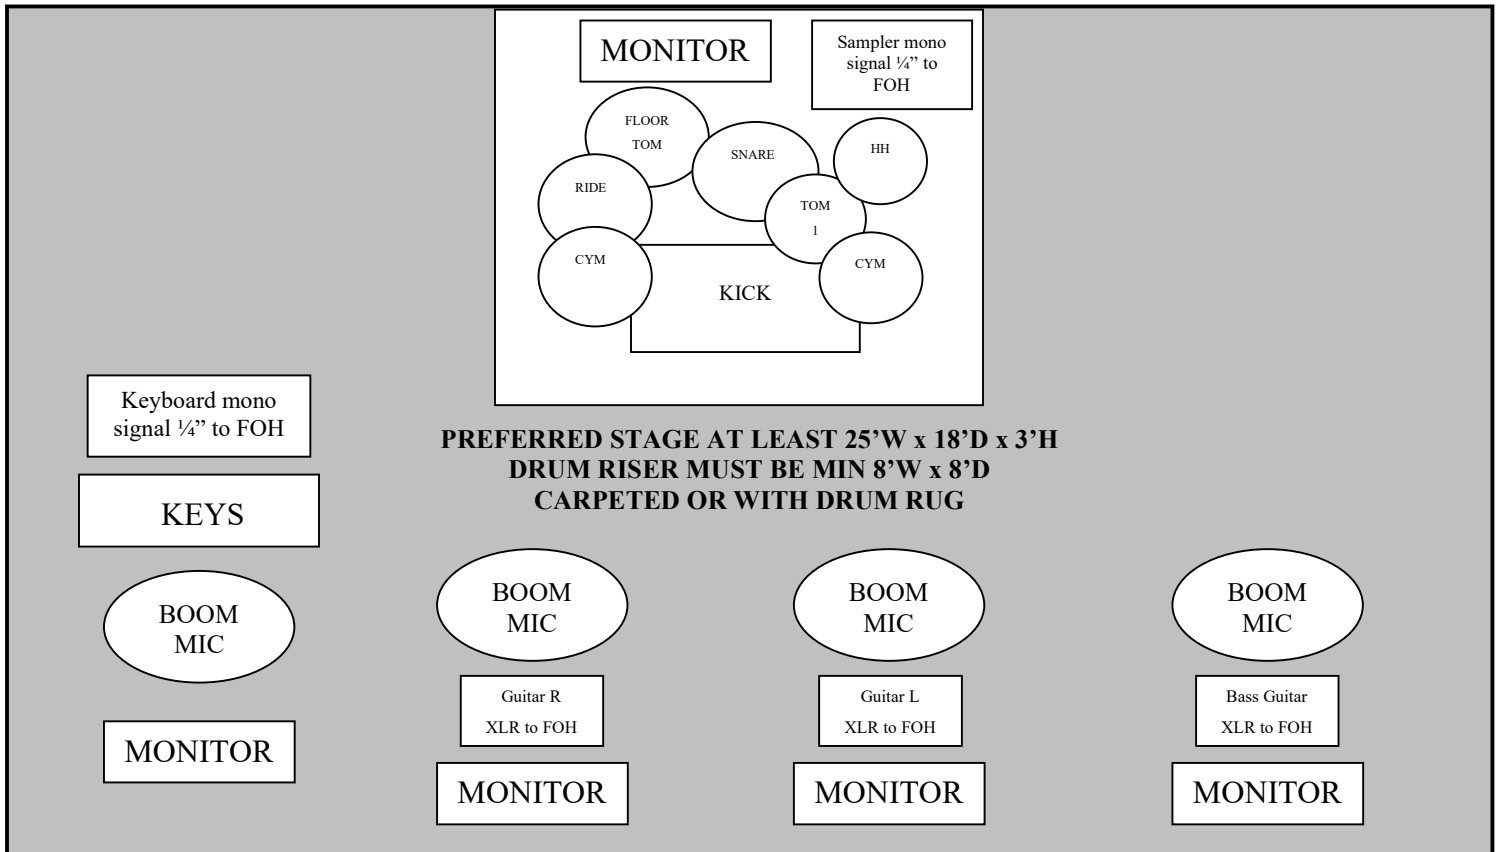 MONITOR
Sampler mono
signal ¼” to
FOH
FLOOR
TOM
SNARE
HH
RIDE
TOM
1
CYM
CYM
KICK
Keyboard mono
signal ¼” to FOH
PREFERRED STAGE AT LEAST 25’W x 18’D x 3’H
DRUM RISER MUST BE MIN 8’W x 8’D
CARPETED OR WITH DRUM RUG
KEYS
BOOM
MIC
BOOM
MIC
BOOM
MIC
BOOM
MIC
Guitar R
XLR to FOH
Guitar L
XLR to FOH
Bass Guitar
XLR to FOH
MONITOR
MONITOR
MONITOR
MONITOR